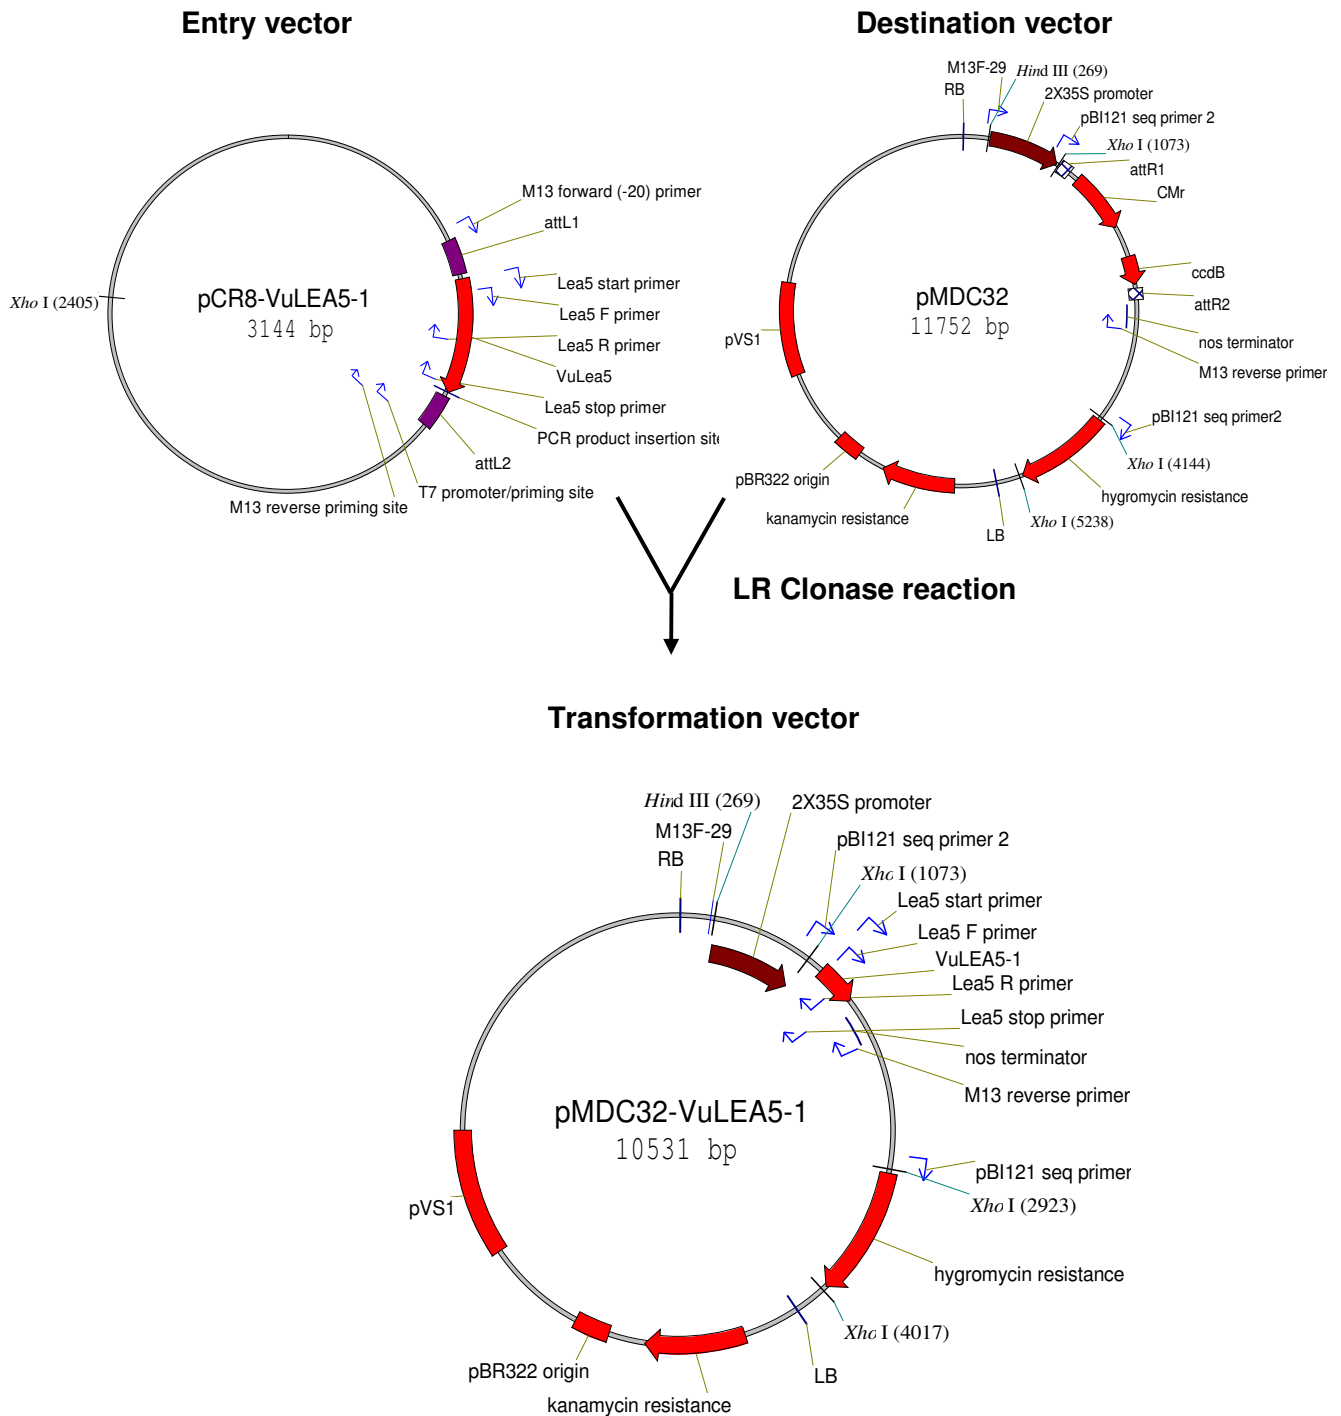 Entry vector
M13 forward (-20) primer
attL1
Lea5 start primer
Lea5 F primer
Lea5 R primer
VuLea5
Lea5 stop primer
PCR product insertion site
attL2
T7 promoter/priming site
M13 reverse priming site
Xho I (2405)
pCR8-VuLEA5-1
3144 bp
Destination vector
M13F-29
Hind III (269)
RB
2X35S promoter
pBI121 seq primer 2
Xho I (1073)
attR1
CMr
ccdB
attR2
nos terminator
M13 reverse primer
pBI121 seq primer2
Xho I (4144)
hygromycin resistance
Xho I (5238)
LB
kanamycin resistance
pBR322 origin
pVS1
pMDC32
11752 bp
LR Clonase reaction
Transformation vector
Hind III (269)
2X35S promoter
M13F-29
pBI121 seq primer 2
RB
Xho I (1073)
Lea5 start primer
Lea5 F primer
VuLEA5-1
Lea5 R primer
Lea5 stop primer
nos terminator
M13 reverse primer
pMDC32-VuLEA5-1
10531 bp
pBI121 seq primer
Xho I (2923)
pVS1
hygromycin resistance
Xho I (4017)
LB
pBR322 origin
kanamycin resistance